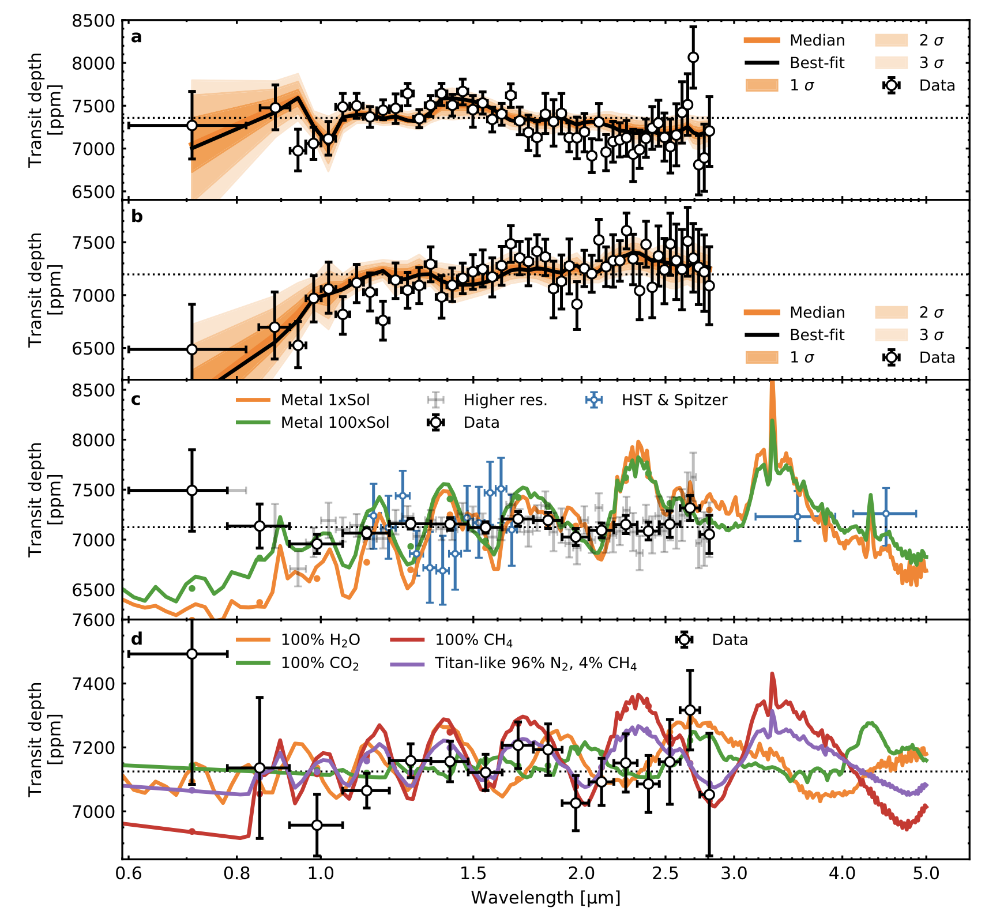 8500
8000
7500
7000
6500
Transit depth
[ppm]
a
Median
Best-fit
1 σ
2 σ
3 σ
Data
7500
7000
6500
Transit depth
[ppm]
b
Median
Best-fit
1 σ
2 σ
3 σ
Data
8500
8000
7500
7000
6500
Transit depth
[ppm]
c
Metal 1xSol
Metal 100xSol
Higher res.
Data
HST & Spitzer
7600
7400
7200
7000
Transit depth
[ppm]
d
100% H₂O
100% CO₂
100% CH₄
Titan-like 96% N₂, 4% CH₄
Data
0.6 0.8 1.0 1.5 2.0 2.5 3.0 4.0 5.0
Wavelength [μm]